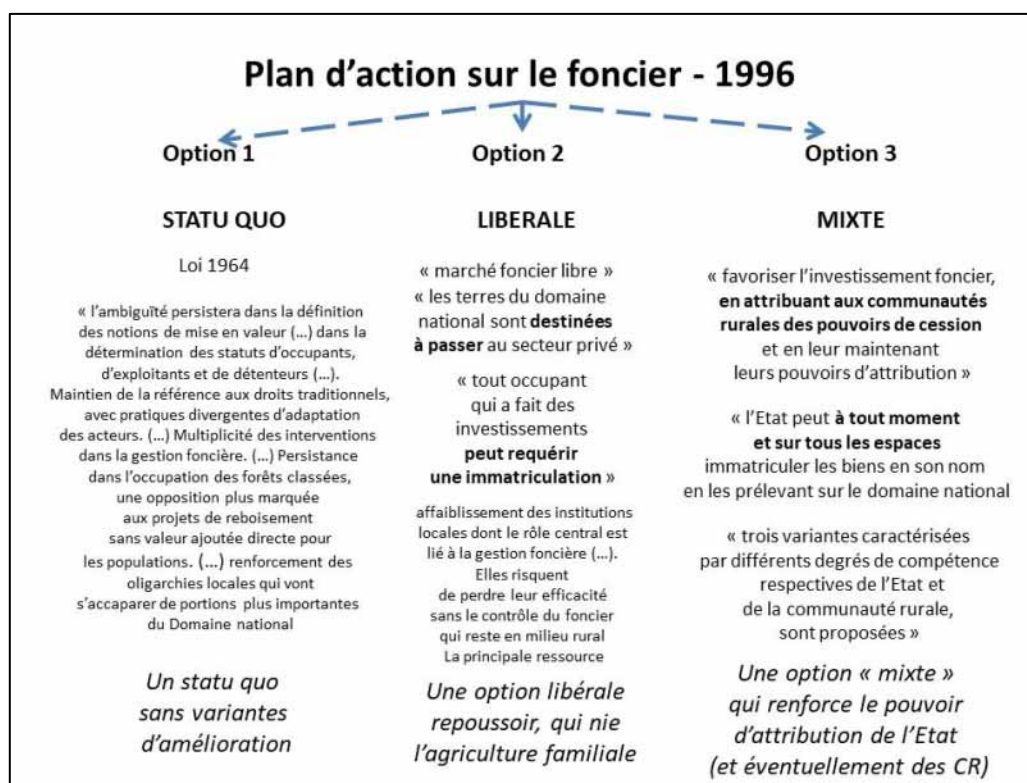 Plan d'action sur le foncier - 1996
Option 1
STATU QUO
Loi 1964
« l'ambiguïté persistera dans la définition
des notions de mise en valeur (...) dans la
détermination des statuts d'occupants,
d'exploitants et de détenteurs (...).
Maintien de la référence aux droits traditionnels,
avec pratiques divergentes d'adaptation
des acteurs. (...) Multiplicité des interventions
dans la gestion foncière. (...) Persistance
dans l'occupation des forêts classées,
une opposition plus marquée
aux projets de reboisement
sans valeur ajoutée directe pour
les populations. (...) renforcement des
oligarchies locales qui vont
s'accaparer de portions plus importantes
du Domaine national
Un statu quo
sans variantes
d'amélioration
Option 2
LIBERALE
« marché foncier libre »
« les terres du domaine
national sont destinées
à passer au secteur privé »
« tout occupant
qui a fait des
investissements
peut requérir
une immatriculation »
affaiblissement des institutions
locales dont le rôle central est
lié à la gestion foncière (...).
Elles risquent
de perdre leur efficacité
sans le contrôle du foncier
qui reste en milieu rural
La principale ressource
Une option libérale
repoussoir, qui nie
l'agriculture familiale
Option 3
MIXTE
« favoriser l'investissement foncier,
en attribuant aux communautés
rurales des pouvoirs de cession
et en leur maintenant
leurs pouvoirs d'attribution »
« l'Etat peut à tout moment
et sur tous les espaces
immatriculer les biens en son nom
en les prélevant sur le domaine national
« trois variantes caractérisées
par différents degrés de compétence
respectives de l'Etat et
de la communauté rurale,
sont proposées »
Une option « mixte »
qui renforce le pouvoir
d'attribution de l'Etat
(et éventuellement des CR)